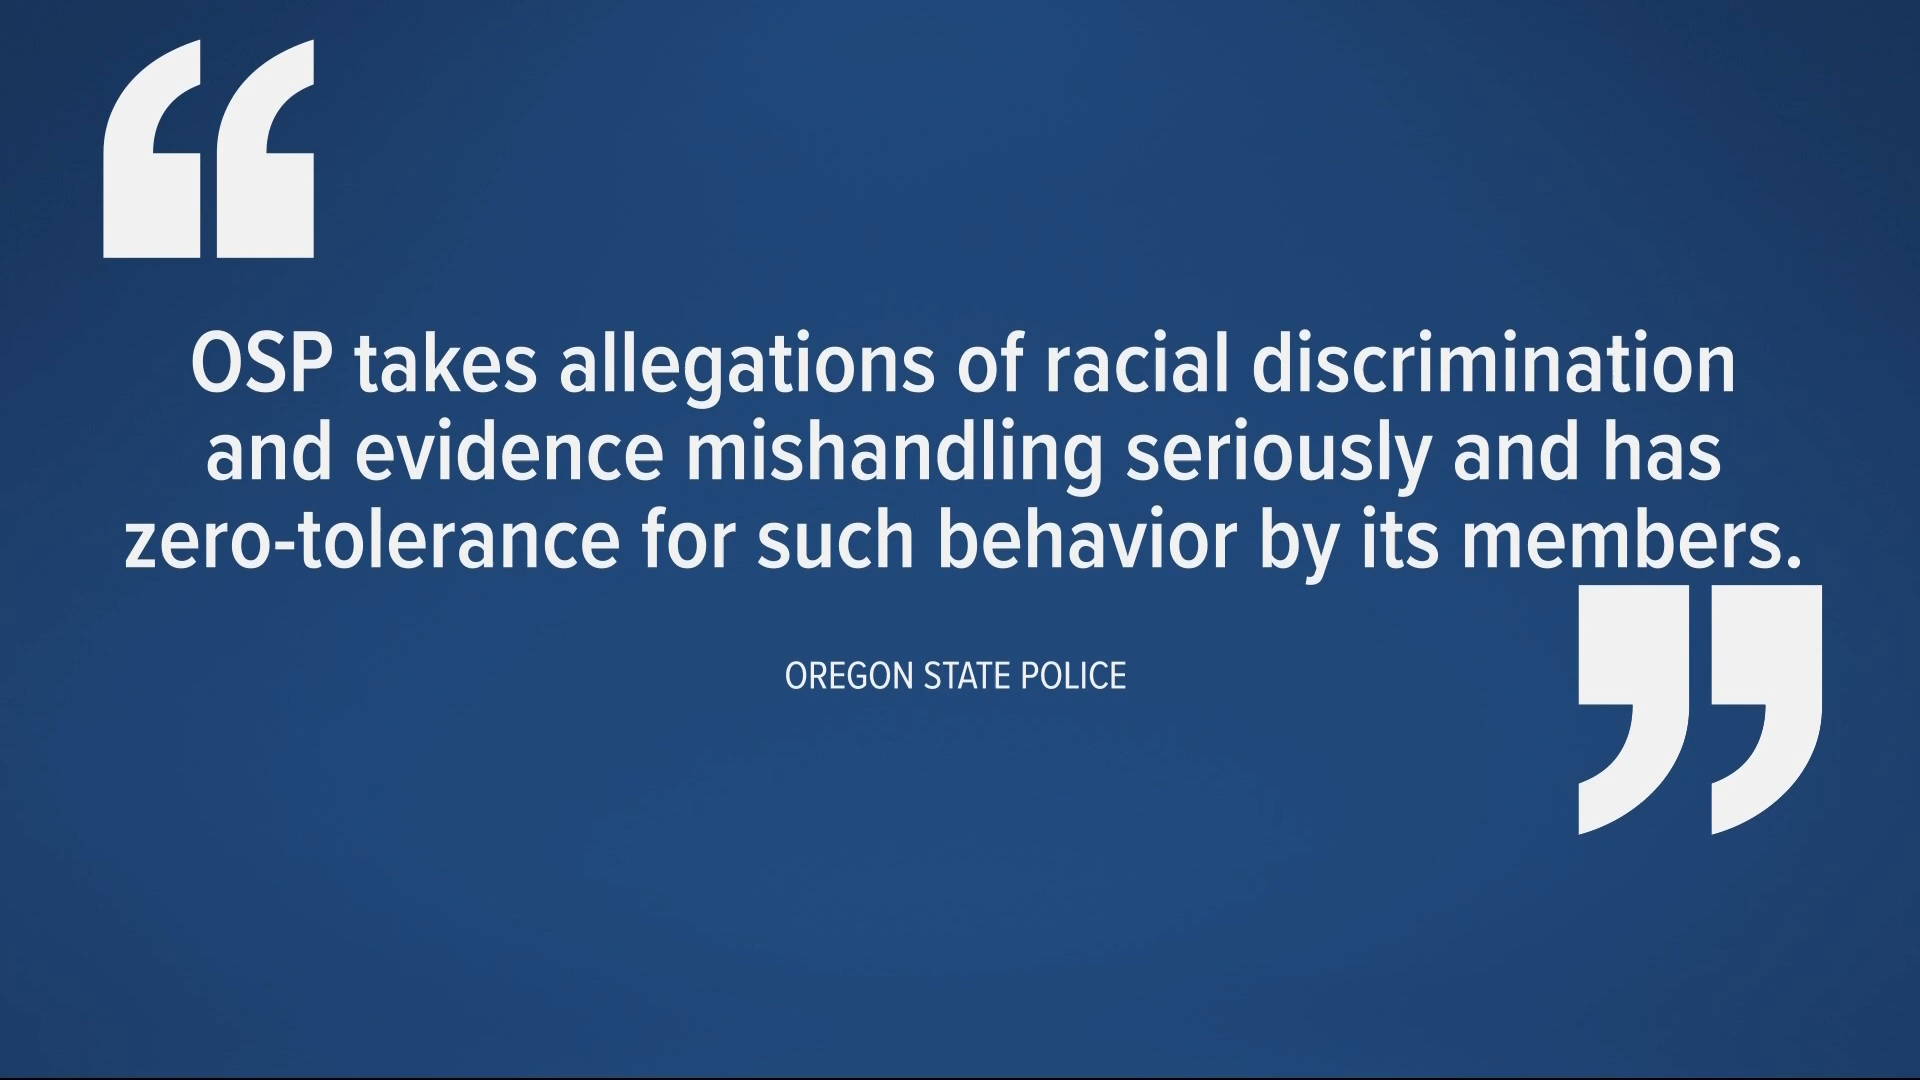 “
OSP takes allegations of racial discrimination
and evidence mishandling seriously and has
zero-tolerance for such behavior by its members.
”
OREGON STATE POLICE